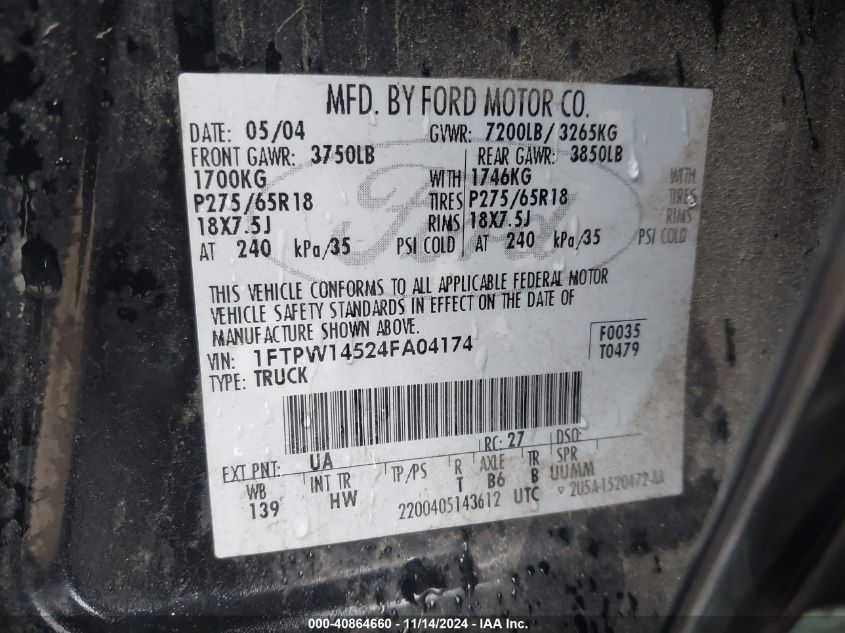 MFD. BY FORD MOTOR CO.
DATE: 05/04 GVWR: 7200LB/ 3265KG
FRONT GAWR: 3750LB REAR GAWR: 3850LB
1700KG WITH 1746KG WITH
P275/65R18 TIRES P275/65R18 TIRES
18X7.5J RIMS 18X7.5J RIMS
AT 240 kPa/35 PSI COLD AT 240 kPa/35 PSI COLD
Ford
THIS VEHICLE CONFORMS TO ALL APPLICABLE FEDERAL MOTOR
VEHICLE SAFETY STANDARDS IN EFFECT ON THE DATE OF
MANUFACTURE SHOWN ABOVE.
VIN: 1FTPW14524FA04174 F0035
TYPE: TRUCK T0479
EXT PNT: UA RC: 27 DSO:
WB INT TR TP/PS R AXLE TR SPR
139 HW T B6 B UUMM
2200405143612 UTC ▽ 2U5A-1520472-AA
000-40864660 - 11/14/2024 - IAA Inc.